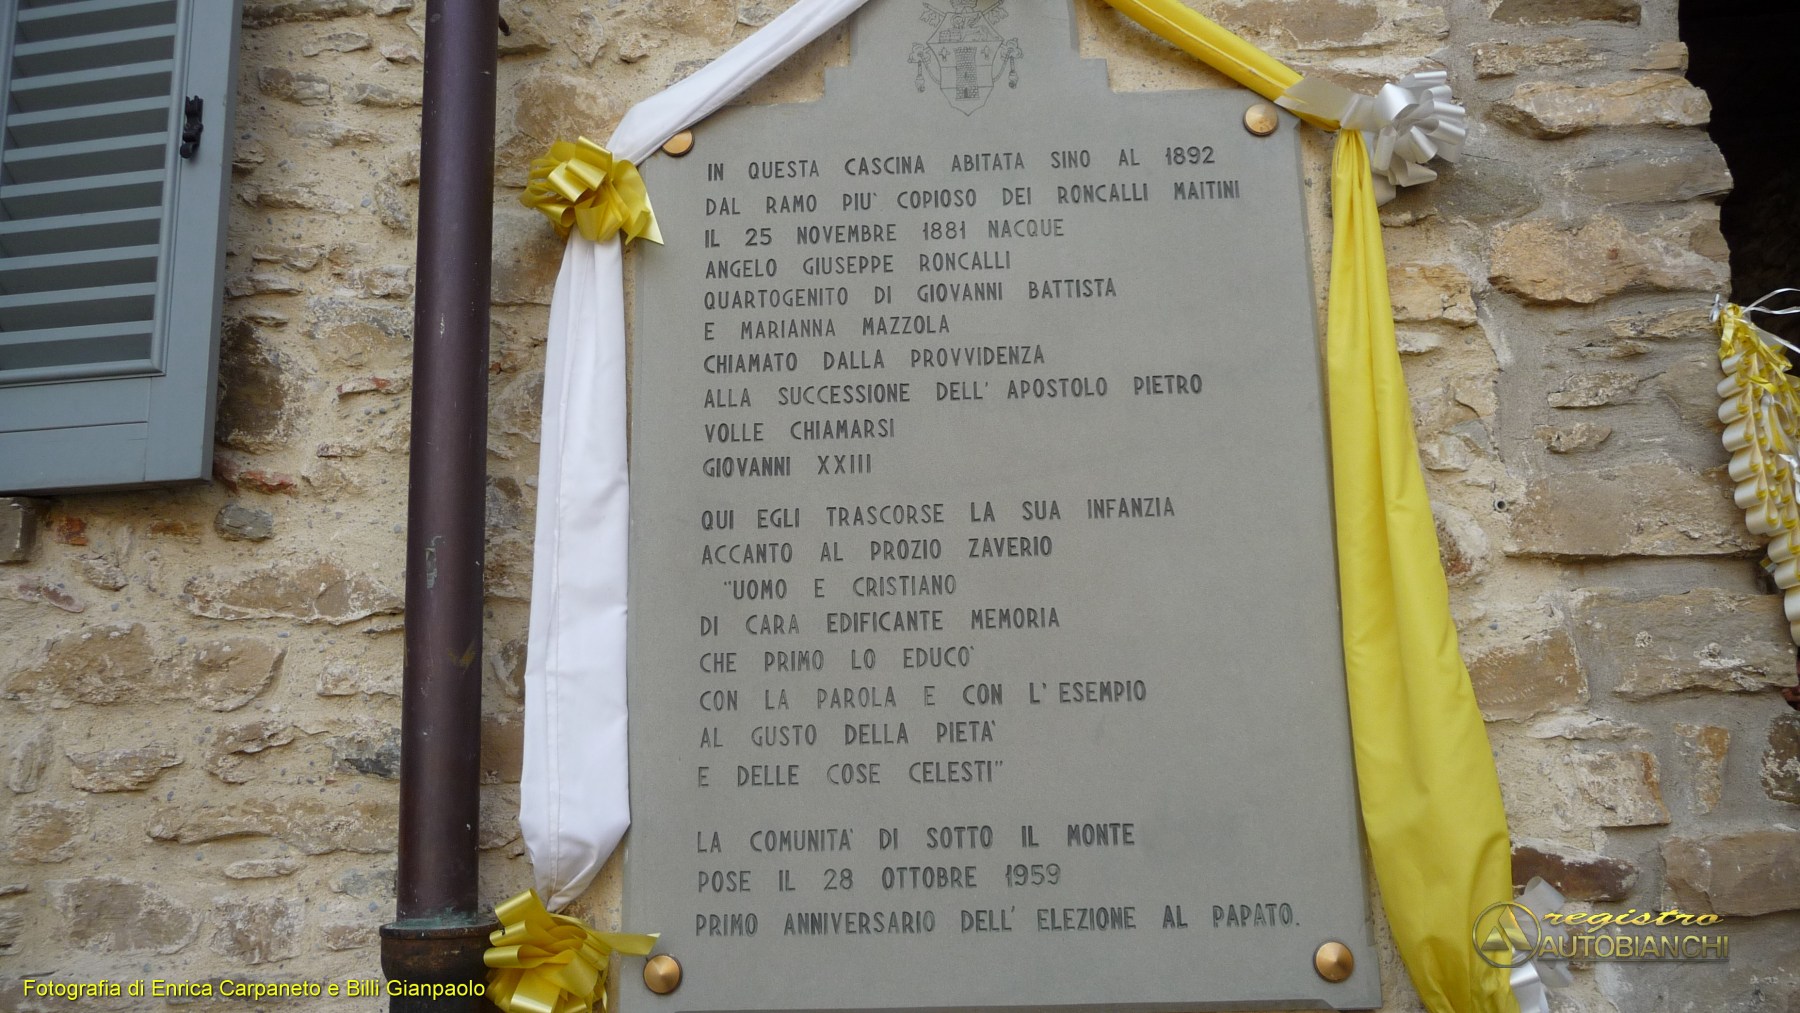 IN QUESTA CASCINA ABITATA SINO AL 1892
DAL RAMO PIU' COPIOSO DEI RONCALLI MAITINI
IL 25 NOVEMBRE 1881 NACQUE
ANGELO GIUSEPPE RONCALLI
QUARTOGENITO DI GIOVANNI BATTISTA
E MARIANNA MAZZOLA
CHIAMATO DALLA PROVVIDENZA
ALLA SUCCESSIONE DELL' APOSTOLO PIETRO
VOLLE CHIAMARSI
GIOVANNI XXIII
QUI EGLI TRASCORSE LA SUA INFANZIA
ACCANTO AL PROZIO ZAVERIO
"UOMO E CRISTIANO
DI CARA EDIFICANTE MEMORIA
CHE PRIMO LO EDUCO'
CON LA PAROLA E CON L' ESEMPIO
AL GUSTO DELLA PIETA'
E DELLE COSE CELESTI"
LA COMUNITA' DI SOTTO IL MONTE
POSE IL 28 OTTOBRE 1959
PRIMO ANNIVERSARIO DELL' ELEZIONE AL PAPATO.
registro
AUTOBIANCHI
Fotografia di Enrica Carpaneto e Billi Gianpaolo